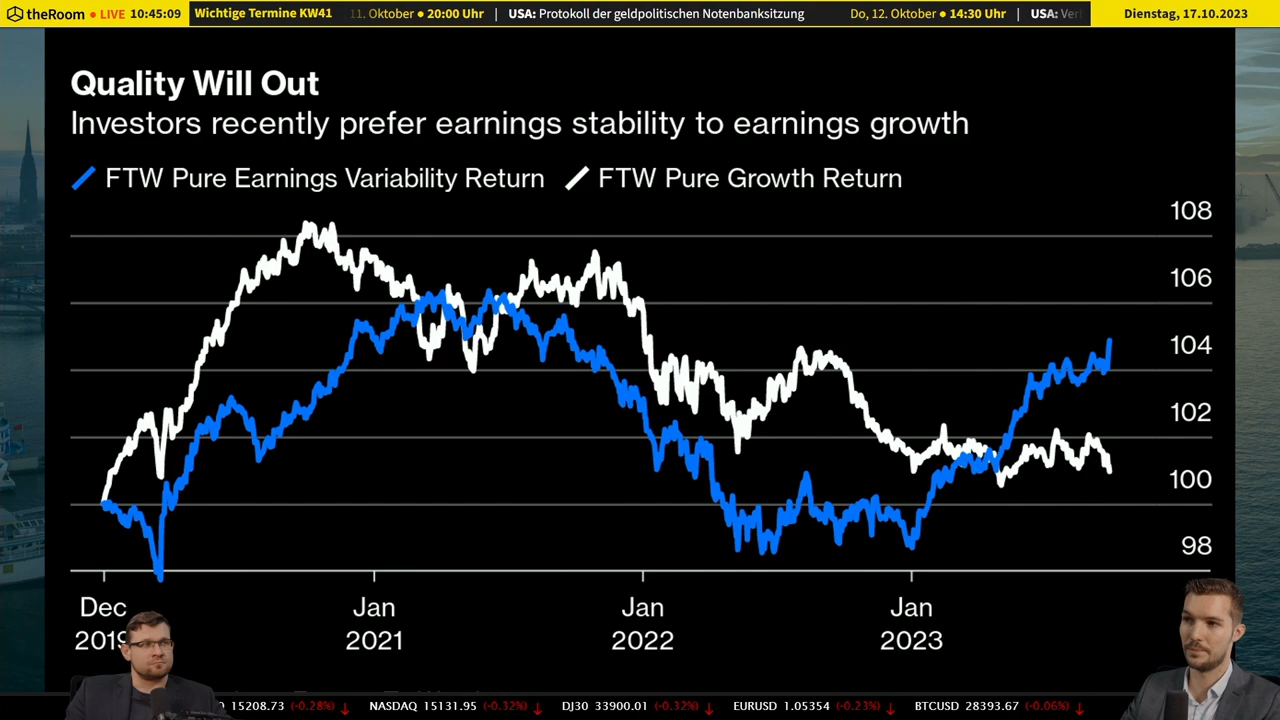 theRoom • LIVE 10:45:09
Wichtige Termine KW41
11. Oktober • 20:00 Uhr | USA: Protokoll der geldpolitischen Notenbanksitzung
Do, 12. Oktober • 14:30 Uhr | USA:
Dienstag, 17.10.2023
Quality Will Out
Investors recently prefer earnings stability to earnings growth
FTW Pure Earnings Variability Return FTW Pure Growth Return
108
106
104
102
100
98
Dec Jan Jan Jan
2019 2021 2022 2023
15208.73 (-0.28%) ↓ NASDAQ 15131.95 (-0.32%) ↓ DJ30 33900.01 (-0.32%) ↓ EURUSD 1.05354 (-0.23%) ↓ BTCUSD 28393.67 (-0.06%) ↓